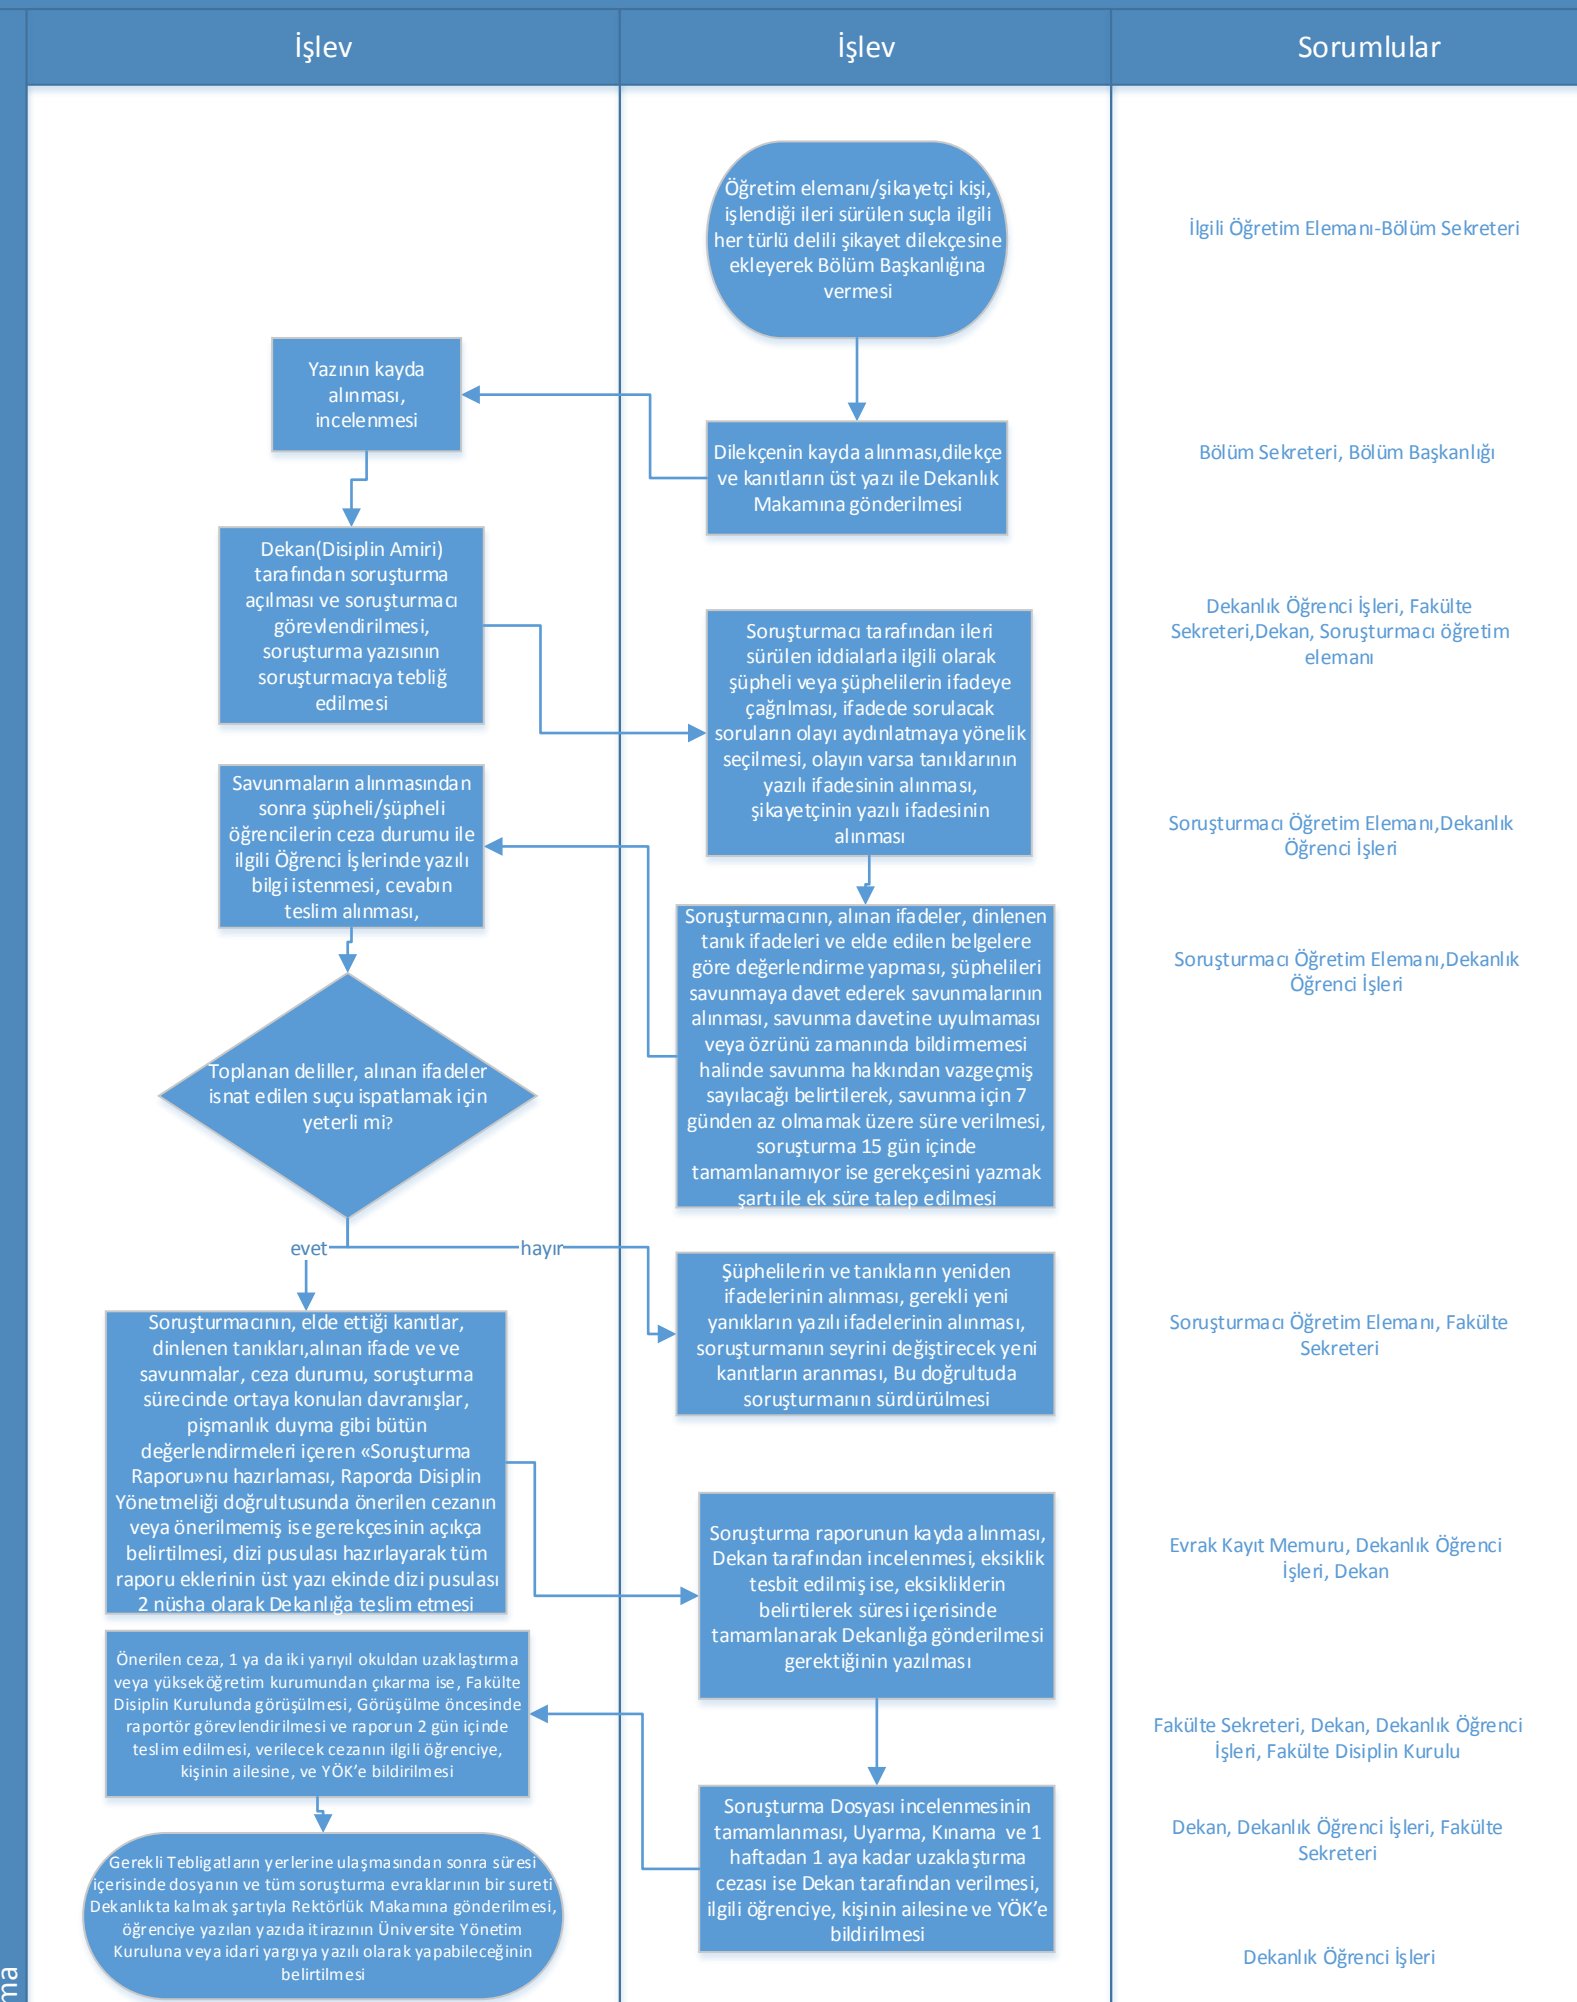 İşlev
İşlev
Sorumlular
Öğretim elemanı/şikayetçi kişi,
işlendiği ileri sürülen suçla ilgili
her türlü delili şikayet dilekçesine
ekleyerek Bölüm Başkanlığına
vermesi
İlgili Öğretim Elemanı-Bölüm Sekreteri
Yazının kayda
alınması,
incelenmesi
Dilekçenin kayda alınması,dilekçe
ve kanıtların üst yazı ile Dekanlık
Makamına gönderilmesi
Bölüm Sekreteri, Bölüm Başkanlığı
Dekan(Disiplin Amiri)
tarafından soruşturma
açılması ve soruşturmacı
görevlendirilmesi,
soruşturma yazısının
soruşturmacıya tebliğ
edilmesi
Soruşturmacı tarafından ileri
sürülen iddialarla ilgili olarak
şüpheli veya şüphelilerin ifadeye
çağrılması, ifadede sorulacak
soruların olayı aydınlatmaya yönelik
seçilmesi, olayın varsa tanıklarının
yazılı ifadesinin alınması,
şikayetçinin yazılı ifadesinin
alınması
Dekanlık Öğrenci İşleri, Fakülte
Sekreteri,Dekan, Soruşturmacı öğretim
elemanı
Savunmaların alınmasından
sonra şüpheli/şüpheli
öğrencilerin ceza durumu ile
ilgili Öğrenci İşlerinde yazılı
bilgi istenmesi, cevabın
teslim alınması,
Soruşturmacı Öğretim Elemanı,Dekanlık
Öğrenci İşleri
Soruşturmacının, alınan ifadeler, dinlenen
tanık ifadeleri ve elde edilen belgelere
göre değerlendirme yapması, şüphelileri
savunmaya davet ederek savunmalarının
alınması, savunma davetine uyulmaması
veya özrünü zamanında bildirmemesi
halinde savunma hakkından vazgeçmiş
sayılacağı belirtilerek, savunma için 7
günden az olmamak üzere süre verilmesi,
soruşturma 15 gün içinde
tamamlanamıyor ise gerekçesini yazmak
şartı ile ek süre talep edilmesi
Soruşturmacı Öğretim Elemanı,Dekanlık
Öğrenci İşleri
Toplanan deliller, alınan ifadeler
isnat edilen suçu ispatlamak için
yeterli mi?
evet
hayır
Şüphelilerin ve tanıkların yeniden
ifadelerinin alınması, gerekli yeni
yanıkların yazılı ifadelerinin alınması,
soruşturmanın seyrini değiştirecek yeni
kanıtların aranması, Bu doğrultuda
soruşturmanın sürdürülmesi
Soruşturmacı Öğretim Elemanı, Fakülte
Sekreteri
Soruşturmacının, elde ettiği kanıtlar,
dinlenen tanıkları,alınan ifade ve ve
savunmalar, ceza durumu, soruşturma
sürecinde ortaya konulan davranışlar,
pişmanlık duyma gibi bütün
değerlendirmeleri içeren «Soruşturma
Raporu»nu hazırlaması, Raporda Disiplin
Yönetmeliği doğrultusunda önerilen cezanın
veya önerilmemiş ise gerekçesinin açıkça
belirtilmesi, dizi pusulası hazırlayarak tüm
raporu eklerinin üst yazı ekinde dizi pusulası
2 nüsha olarak Dekanlığa teslim etmesi
Soruşturma raporunun kayda alınması,
Dekan tarafından incelenmesi, eksiklik
tesbit edilmiş ise, eksikliklerin
belirtilerek süresi içerisinde
tamamlanarak Dekanlığa gönderilmesi
gerektiğinin yazılması
Evrak Kayıt Memuru, Dekanlık Öğrenci
İşleri, Dekan
Önerilen ceza, 1 ya da iki yarıyıl okuldan uzaklaştırma
veya yükseköğretim kurumundan çıkarma ise, Fakülte
Disiplin Kurulunda görüşülmesi, Görüşülme öncesinde
raportör görevlendirilmesi ve raporun 2 gün içinde
teslim edilmesi, verilecek cezanın ilgili öğrenciye,
kişinin ailesine, ve YÖK’e bildirilmesi
Fakülte Sekreteri, Dekan, Dekanlık Öğrenci
İşleri, Fakülte Disiplin Kurulu
Soruşturma Dosyası incelenmesinin
tamamlanması, Uyarma, Kınama ve 1
haftadan 1 aya kadar uzaklaştırma
cezası ise Dekan tarafından verilmesi,
ilgili öğrenciye, kişinin ailesine ve YÖK’e
bildirilmesi
Dekan, Dekanlık Öğrenci İşleri, Fakülte
Sekreteri
Gerekli Tebligatların yerlerine ulaşmasından sonra süresi
içerisinde dosyanın ve tüm soruşturma evraklarının bir sureti
Dekanlıkta kalmak şartıyla Rektörlük Makamına gönderilmesi,
öğrenciye yazılan yazıda itirazının Üniversite Yönetim
Kuruluna veya idari yargıya yazılı olarak yapabileceğinin
belirtilmesi
Dekanlık Öğrenci İşleri